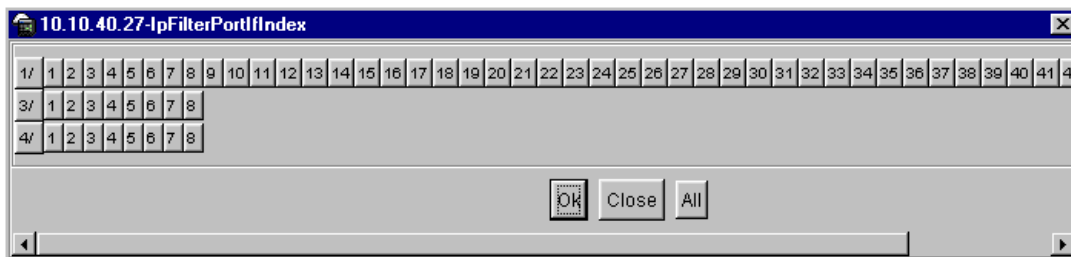 10.10.40.27-IpFilterPortIfIndex
1/ 1 2 3 4 5 6 7 8 9 10 11 12 13 14 15 16 17 18 19 20 21 22 23 24 25 26 27 28 29 30 31 32 33 34 35 36 37 38 39 40 41 4
3/ 1 2 3 4 5 6 7 8
4/ 1 2 3 4 5 6 7 8
Ok Close All